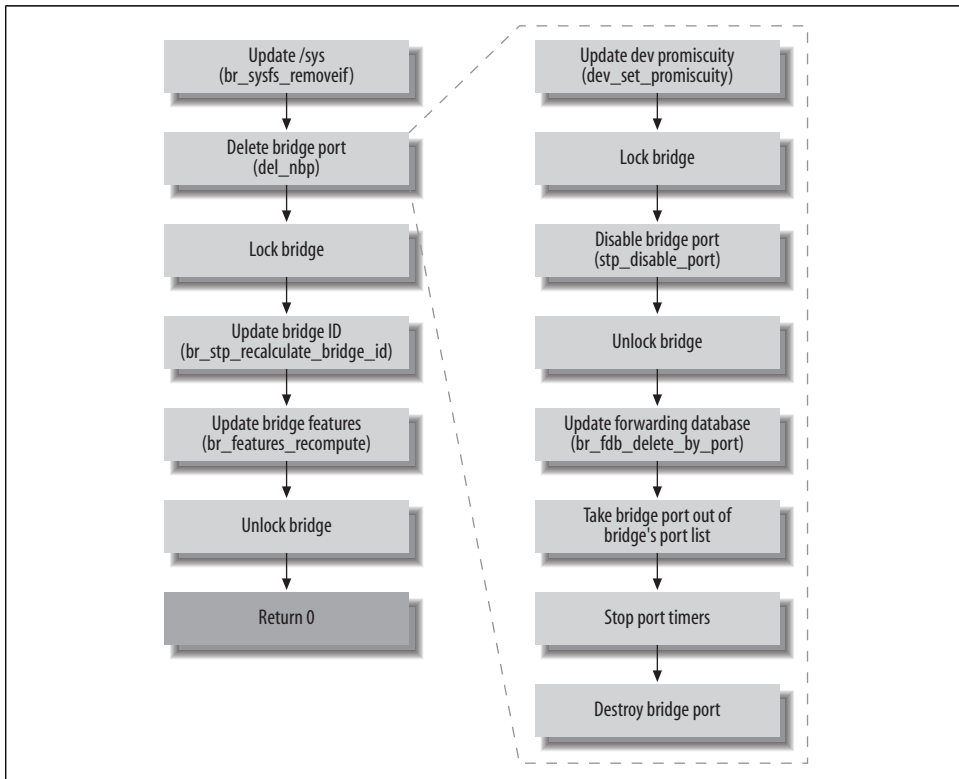 Update /sys
(br_sysfs_removeif)
Delete bridge port
(del_nbp)
Lock bridge
Update bridge ID
(br_stp_recalculate_bridge_id)
Update bridge features
(br_features_recompute)
Unlock bridge
Return 0
Update dev promiscuity
(dev_set_promiscuity)
Lock bridge
Disable bridge port
(stp_disable_port)
Unlock bridge
Update forwarding database
(br_fdb_delete_by_port)
Take bridge port out of
bridge's port list
Stop port timers
Destroy bridge port